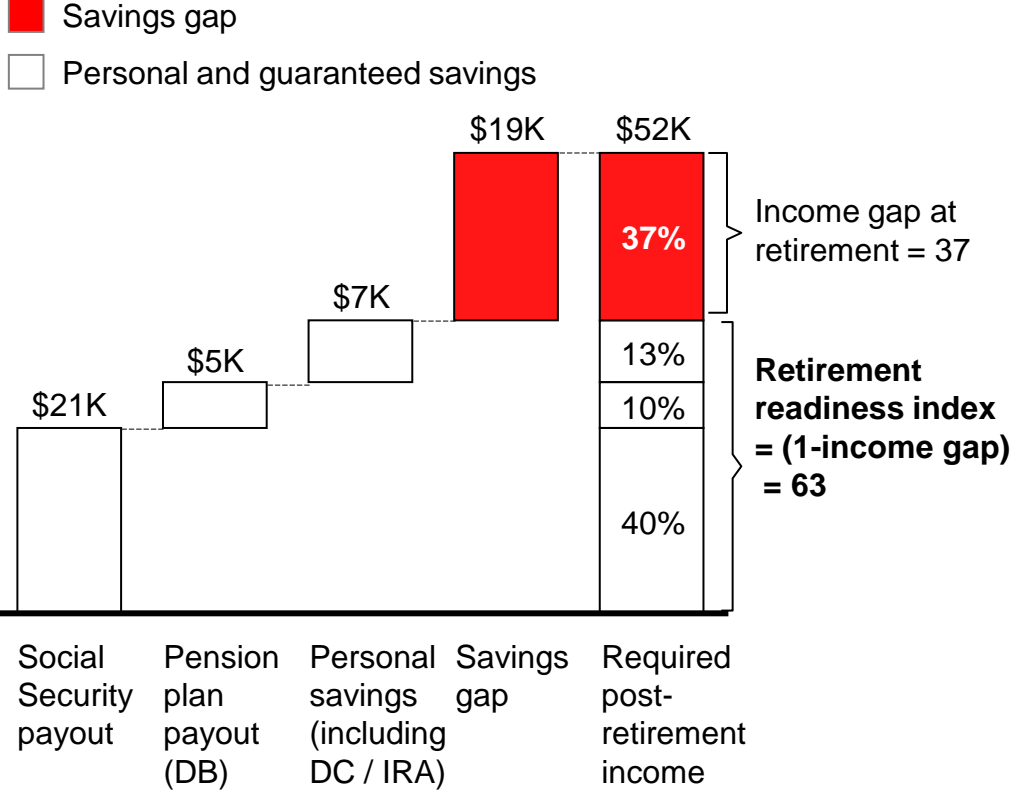 Savings gap
Personal and guaranteed savings
$19K
$52K
37%
Income gap at
retirement = 37
$7K
$5K
$21K
13%
10%
40%
Retirement
readiness index
= (1-income gap)
= 63
Social
Security
payout
Pension
plan
payout
(DB)
Personal
savings
(including
DC / IRA)
Savings
gap
Required
post-
retirement
income